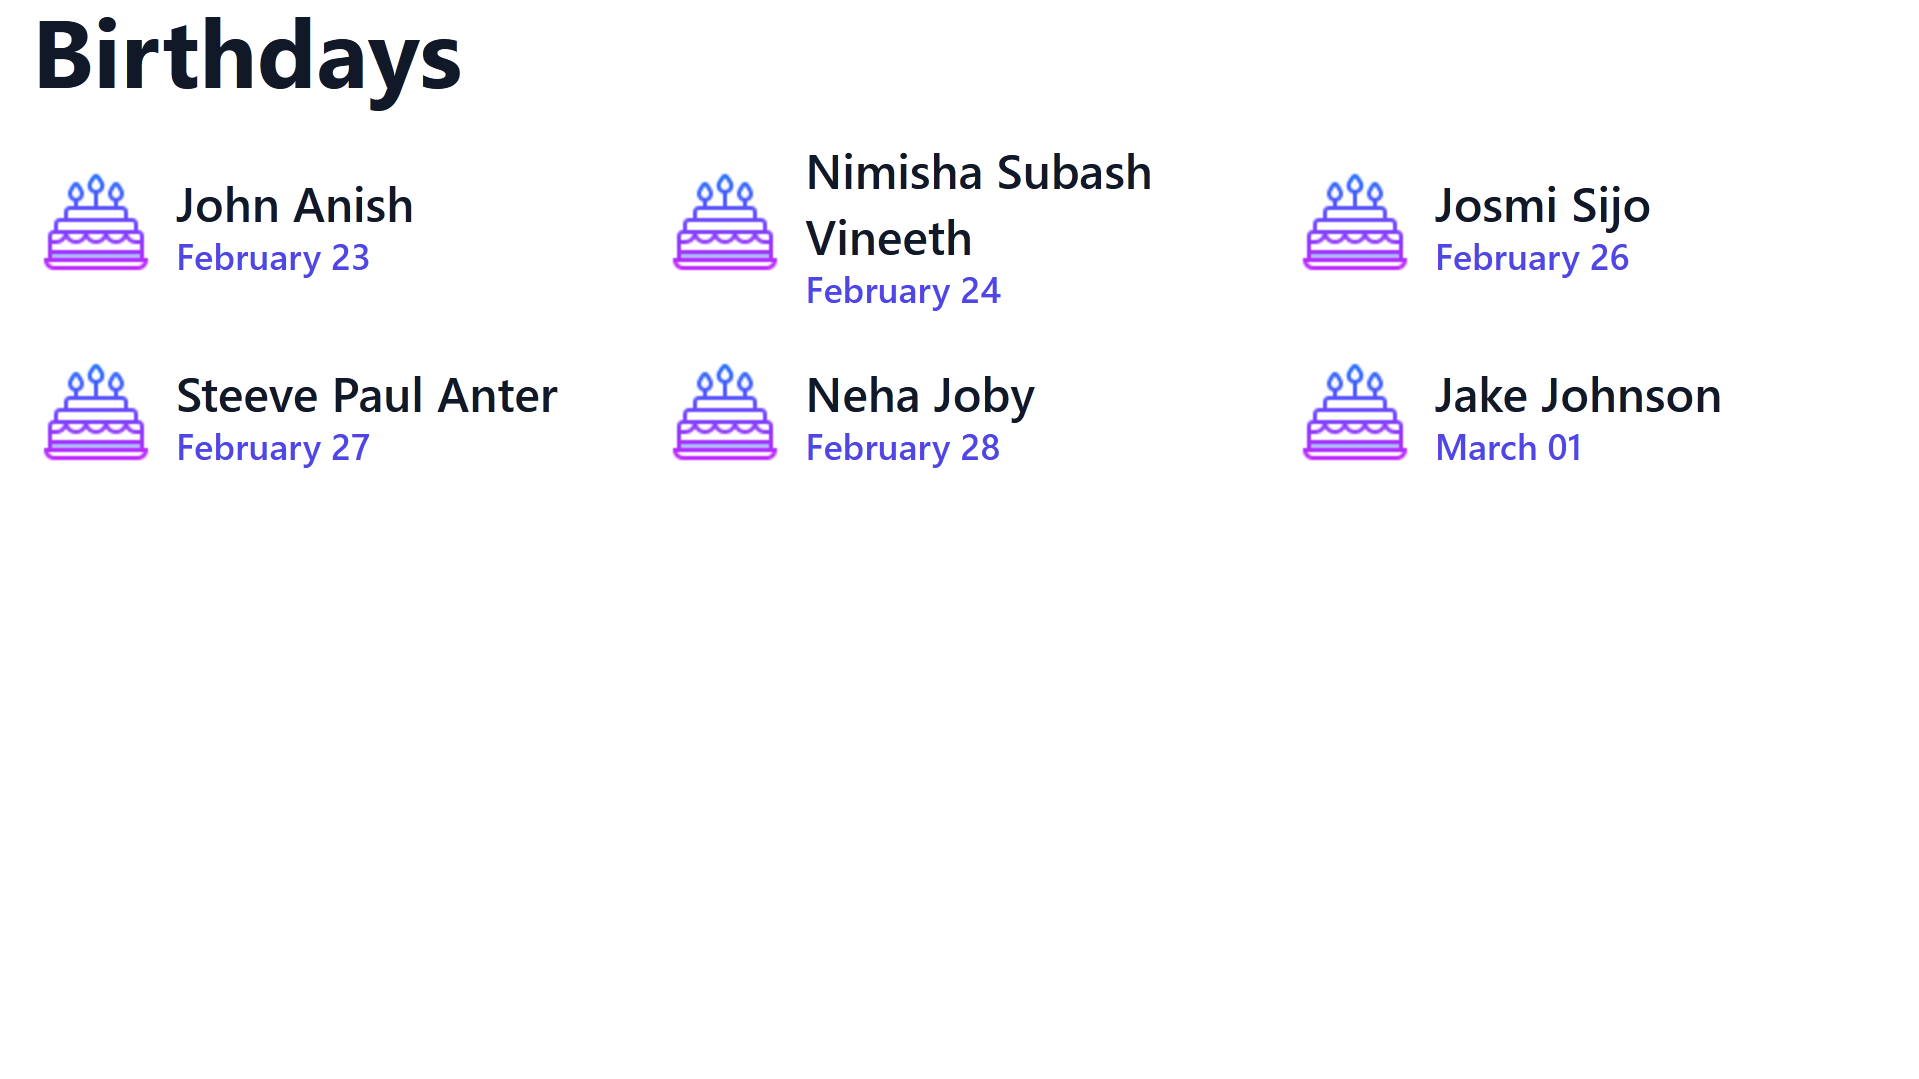 Birthdays
John Anish
February 23
Nimisha Subash
Vineeth
February 24
Josmi Sijo
February 26
Steeve Paul Anter
February 27
Neha Joby
February 28
Jake Johnson
March 01